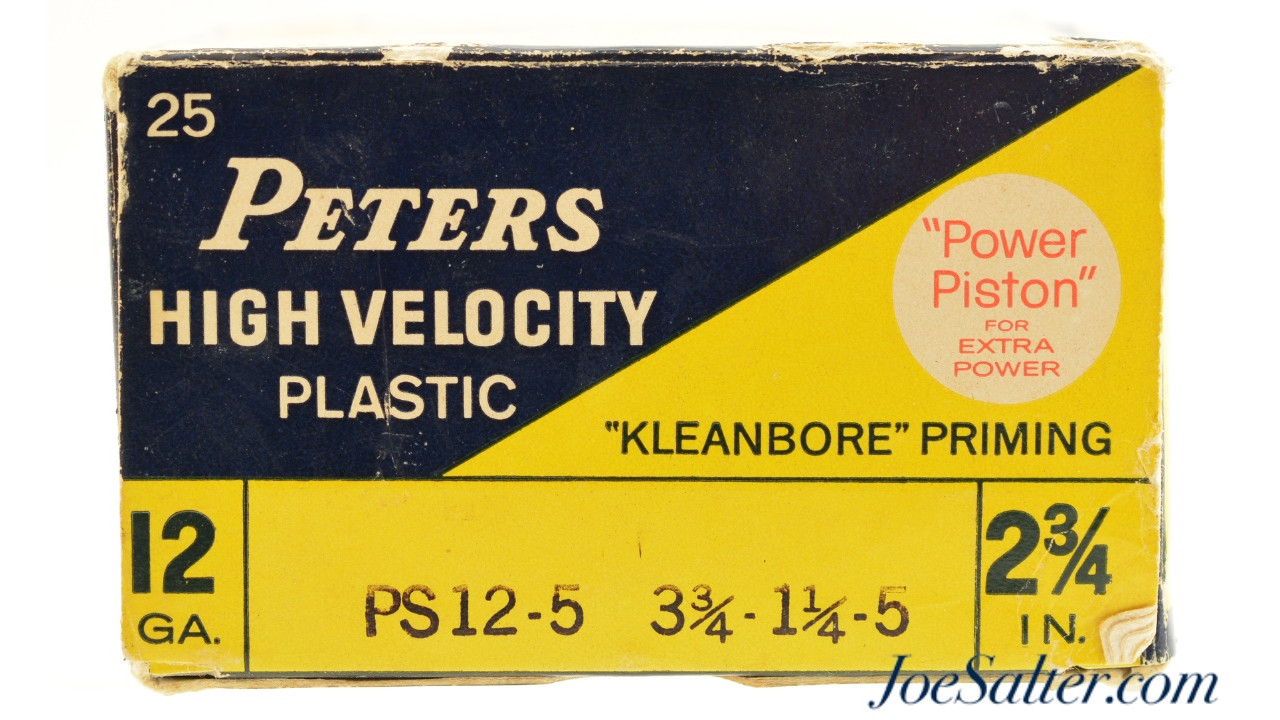 25
PETERS
HIGH VELOCITY
PLASTIC
"Power
Piston"
FOR
EXTRA
POWER
"KLEANBORE" PRIMING
12
GA.
PS12-5 3¾-1¼-5
2¾
IN.
JoeSalter.com